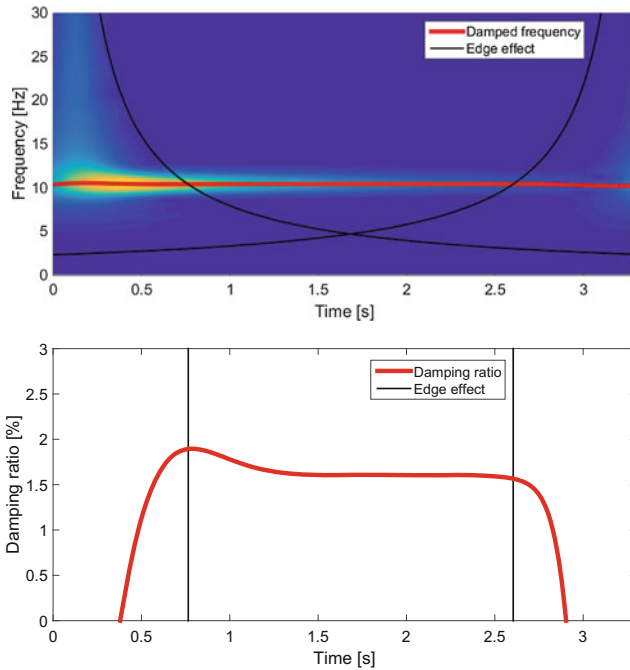 30
25
20
15
10
5
0
Frequency [Hz]
Damped frequency
Edge effect
0 0.5 1 1.5 2 2.5 3
Time [s]
3
2.5
2
1.5
1
0.5
0
Damping ratio [%]
Damping ratio
Edge effect
0 0.5 1 1.5 2 2.5 3
Time [s]